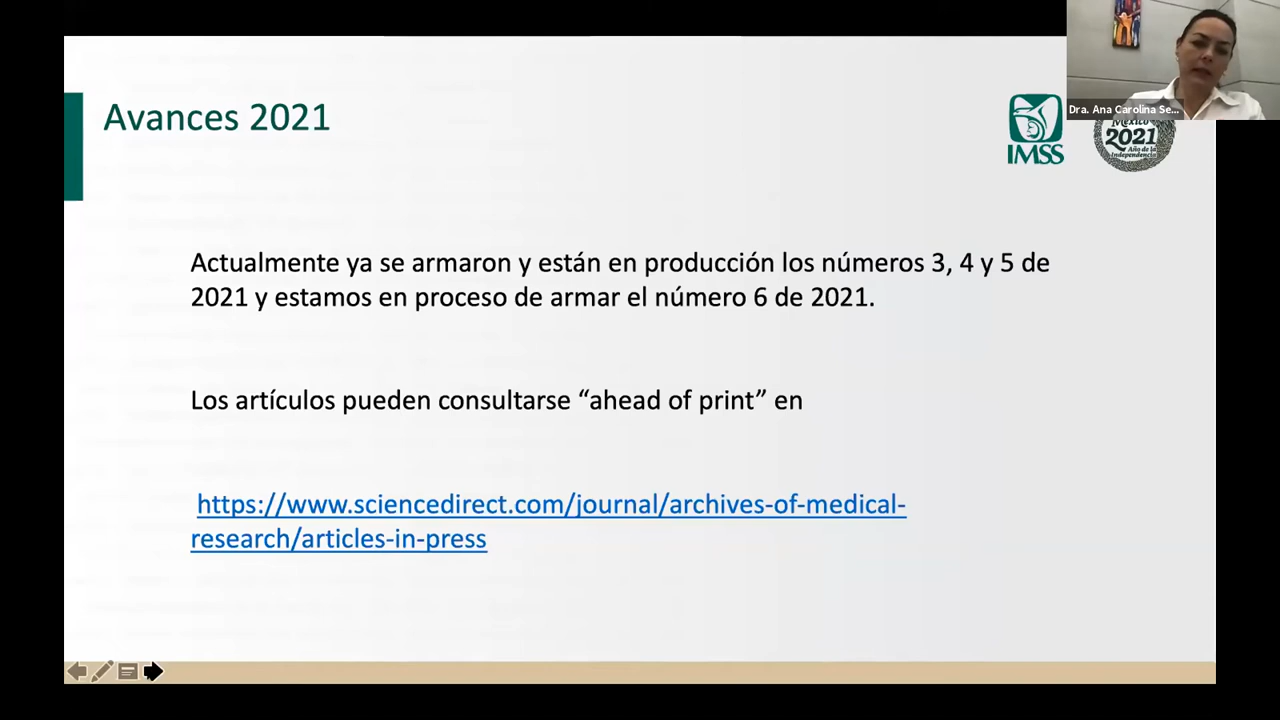 Avances 2021
IMSS
Dra. Ana Carolina Se...
México
2021
Año de la
Independencia
Actualmente ya se armaron y están en producción los números 3, 4 y 5 de
2021 y estamos en proceso de armar el número 6 de 2021.
Los artículos pueden consultarse “ahead of print” en
https://www.sciencedirect.com/journal/archives-of-medical-
research/articles-in-press